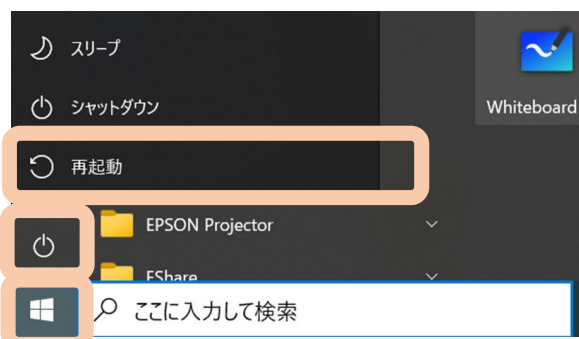 スリープ
シャットダウン
Whiteboard
再起動
EPSON Projector
EShare
ここに入力して検索